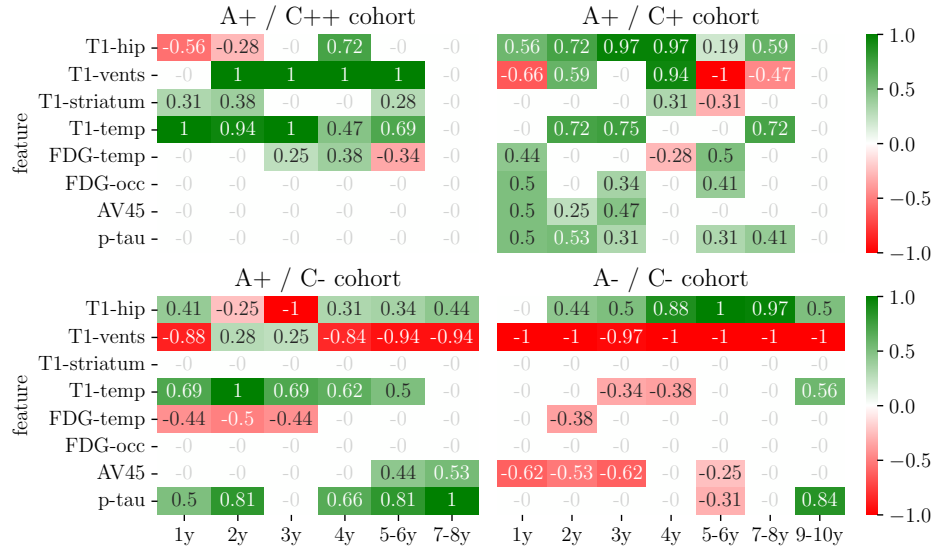 A+ / C++ cohort A+ / C+ cohort
T1-hip -0.56 -0.28 -0 0.72 -0 -0 0.56 0.72 0.97 0.97 0.19 0.59 -0 1.0
T1-vents -0 1 1 1 1 -0 -0.66 0.59 -0 0.94 -1 -0.47 -0
T1-striatum 0.31 0.38 -0 -0 0.28 -0 -0 -0 -0 0.31 -0.31 -0 -0 0.5
T1-temp 1 0.94 1 0.47 0.69 -0 -0 0.72 0.75 -0 -0 0.72 -0
feature
FDG-temp -0 -0 0.25 0.38 -0.34 -0 0.44 -0 -0 -0.28 0.5 -0 -0 0.0
FDG-occ -0 -0 -0 -0 -0 -0 0.5 -0 0.34 -0 0.41 -0 -0
AV45 -0 -0 -0 -0 -0 -0 0.5 0.25 0.47 -0 -0 -0 -0 −0.5
p-tau -0 -0 -0 -0 -0 -0 0.5 0.53 0.31 -0 0.31 0.41 -0 −1.0
A+ / C- cohort A- / C- cohort
T1-hip 0.41 -0.25 -1 0.31 0.34 0.44 -0 0.44 0.5 0.88 1 0.97 0.5 1.0
T1-vents -0.88 0.28 0.25 -0.84 -0.94 -0.94 -1 -1 -0.97 -1 -1 -1 -1
T1-striatum -0 -0 -0 -0 -0 -0 -0 -0 -0 -0 -0 -0 -0 0.5
T1-temp 0.69 1 0.69 0.62 0.5 -0 -0 -0 -0.34 -0.38 -0 -0 0.56
feature
FDG-temp -0.44 -0.5 -0.44 -0 -0 -0 -0 -0.38 -0 -0 -0 -0 -0 0.0
FDG-occ -0 -0 -0 -0 -0 -0 -0 -0 -0 -0 -0 -0 -0
AV45 -0 -0 -0 -0 0.44 0.53 -0.62 -0.53 -0.62 -0 -0.25 -0 -0 −0.5
p-tau 0.5 0.81 -0 0.66 0.81 1 -0 -0 -0 -0 -0.31 -0 0.84 −1.0
1y 2y 3y 4y 5-6y 7-8y 1y 2y 3y 4y 5-6y 7-8y 9-10y